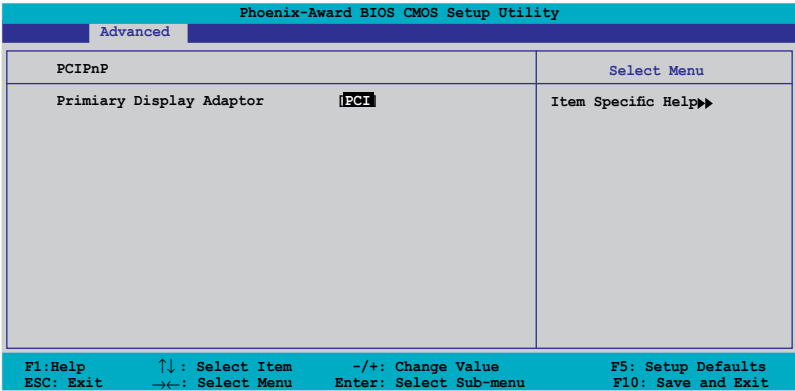 Phoenix-Award BIOS CMOS Setup Utility
Advanced
PCIPnP
Select Menu
Primiary Display Adaptor [PCI]
Item Specific Help▶▶
F1:Help ↑↓ : Select Item -/+: Change Value F5: Setup Defaults
ESC: Exit →←: Select Menu Enter: Select Sub-menu F10: Save and Exit